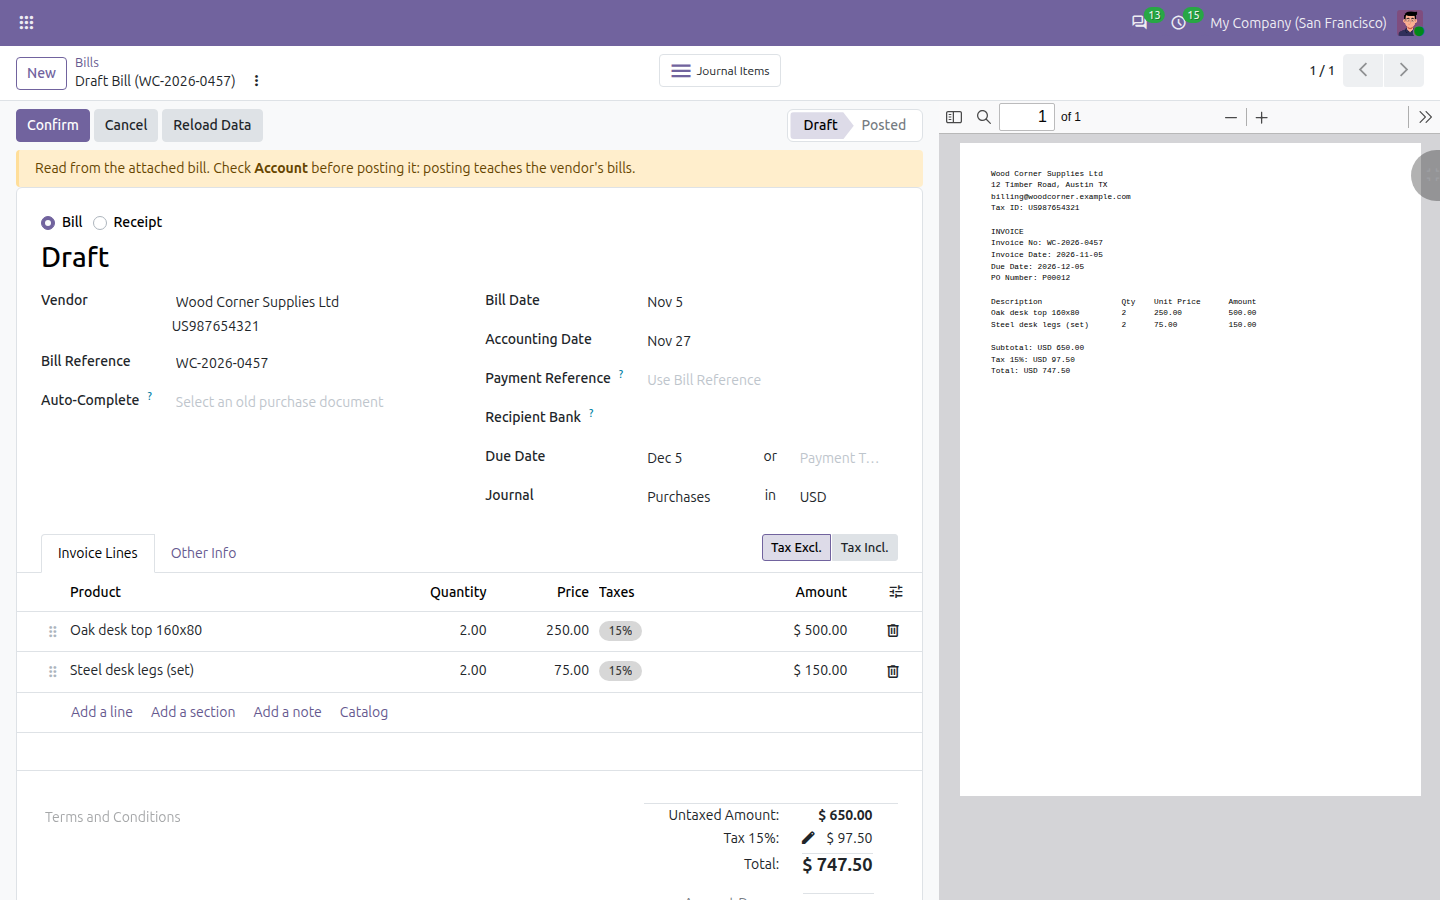 13
15
My Company (San Francisco)
New
Bills
Draft Bill (WC-2026-0457)
Journal Items
1 / 1
Confirm
Cancel
Reload Data
Draft
Posted
1
of 1
Read from the attached bill. Check Account before posting it: posting teaches the vendor's bills.
Bill
Receipt
Draft
Vendor
Wood Corner Supplies Ltd
US987654321
Bill Reference
WC-2026-0457
Auto-Complete ?
Select an old purchase document
Bill Date
Nov 5
Accounting Date
Nov 27
Payment Reference ?
Use Bill Reference
Recipient Bank ?
Due Date
Dec 5
or
Payment T...
Journal
Purchases
in
USD
Invoice Lines
Other Info
Tax Excl.
Tax Incl.
Product Quantity Price Taxes Amount
Oak desk top 160x80 2.00 250.00 15% $ 500.00
Steel desk legs (set) 2.00 75.00 15% $ 150.00
Add a line
Add a section
Add a note
Catalog
Terms and Conditions
Untaxed Amount: $ 650.00
Tax 15%: $ 97.50
Total: $ 747.50
Wood Corner Supplies Ltd
12 Timber Road, Austin TX
billing@woodcorner.example.com
Tax ID: US987654321
INVOICE
Invoice No: WC-2026-0457
Invoice Date: 2026-11-05
Due Date: 2026-12-05
PO Number: P00012
Description Qty Unit Price Amount
Oak desk top 160x80 2 250.00 500.00
Steel desk legs (set) 2 75.00 150.00
Subtotal: USD 650.00
Tax 15%: USD 97.50
Total: USD 747.50